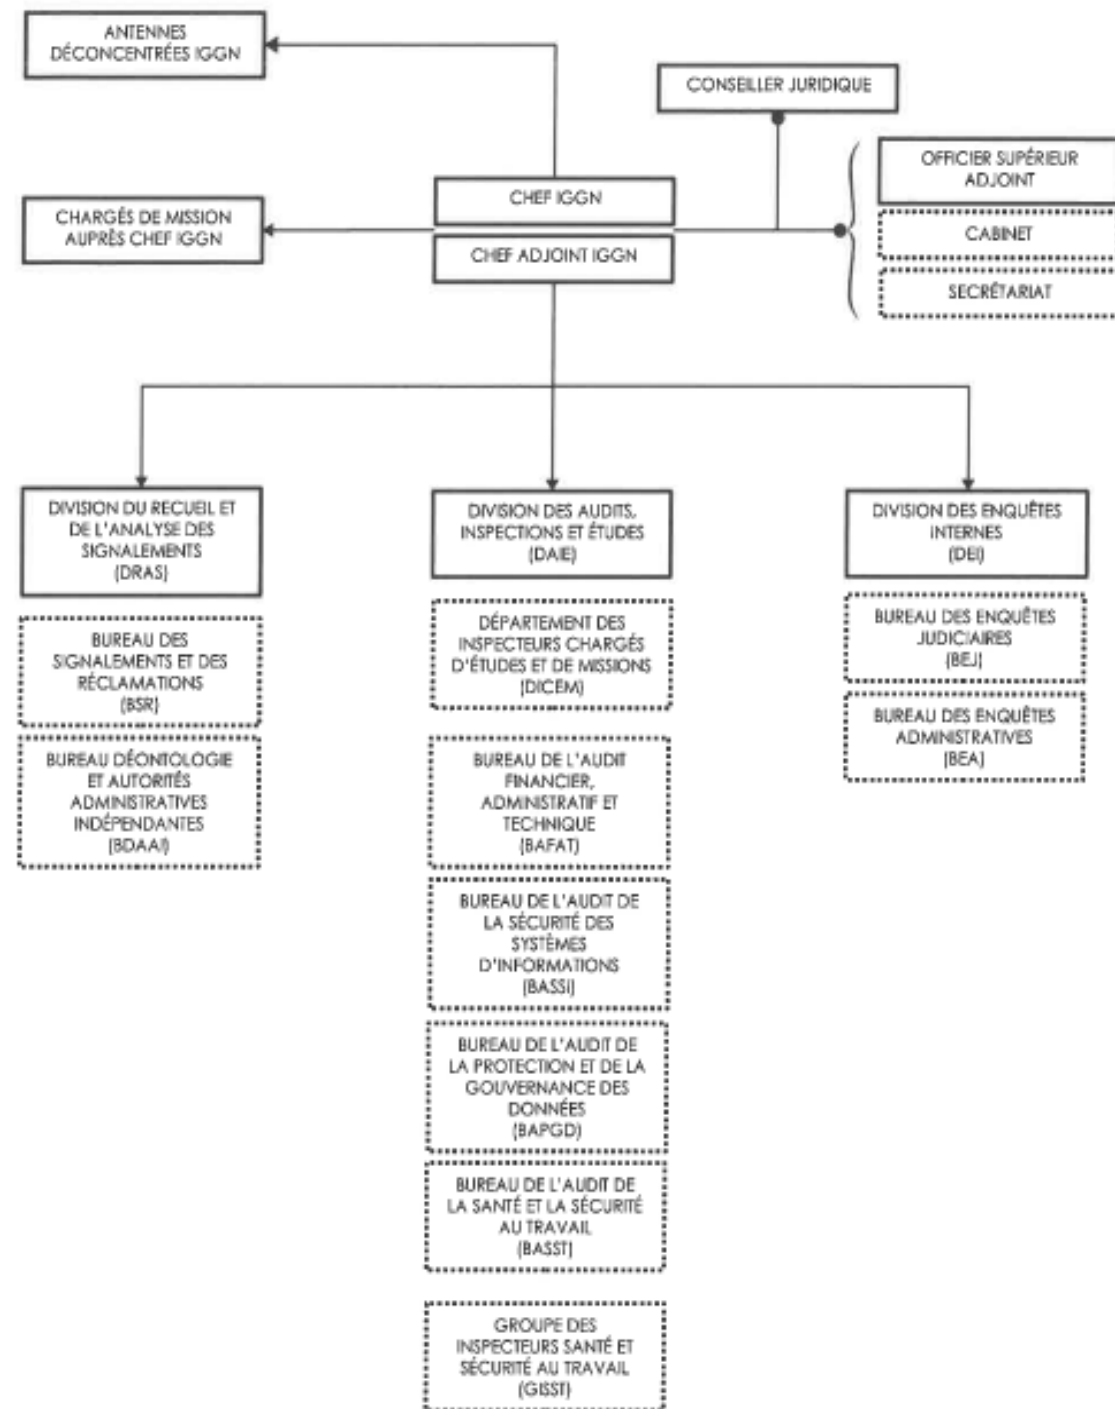 ANTENNES
DÉCONCENTRÉES IGGN
CONSEILLER JURIDIQUE
OFFICIER SUPÉRIEUR
ADJOINT
CABINET
SECRÉTARIAT
CHEF IGGN
CHEF ADJOINT IGGN
CHARGÉS DE MISSION
AUPRÈS CHEF IGGN
DIVISION DU RECUEIL ET
DE L'ANALYSE DES
SIGNALEMENTS
(DRAS)
BUREAU DES
SIGNALEMENTS ET DES
RÉCLAMATIONS
(BSR)
BUREAU DÉONTOLOGIE
ET AUTORITÉS
ADMINISTRATIVES
INDÉPENDANTES
(BDAAI)
DIVISION DES AUDITS,
INSPECTIONS ET ÉTUDES
(DAIE)
DÉPARTEMENT DES
INSPECTEURS CHARGÉS
D'ÉTUDES ET DE MISSIONS
(DICEM)
BUREAU DE L'AUDIT
FINANCIER,
ADMINISTRATIF ET
TECHNIQUE
(BAFAT)
BUREAU DE L'AUDIT DE
LA SÉCURITÉ DES
SYSTÈMES
D'INFORMATIONS
(BASSI)
BUREAU DE L'AUDIT DE
LA PROTECTION ET DE LA
GOUVERNANCE DES
DONNÉES
(BAPGD)
BUREAU DE L'AUDIT DE
LA SANTÉ ET LA SÉCURITÉ
AU TRAVAIL
(BASST)
GROUPE DES
INSPECTEURS SANTÉ ET
SÉCURITÉ AU TRAVAIL
(GISST)
DIVISION DES ENQUÊTES
INTERNES
(DEI)
BUREAU DES ENQUÊTES
JUDICIAIRES
(BEJ)
BUREAU DES ENQUÊTES
ADMINISTRATIVES
(BEA)